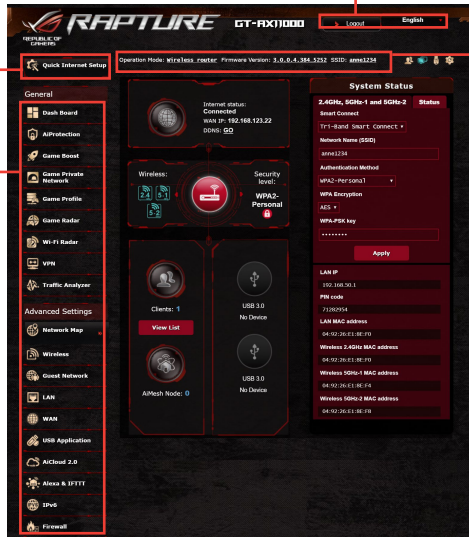 RAPTURE GT-AX11000 Logout English
REPUBLIC OF
GAMERS
Quick Internet Setup
Operation Mode: Wireless router Firmware Version: 3.0.0.4.384_5252 SSID: anne1234
General
Dash Board
AiProtection
Game Boost
Game Private
Network
Game Profile
Game Radar
Wi-Fi Radar
VPN
Traffic Analyzer
Advanced Settings
Network Map
Wireless
Guest Network
LAN
WAN
USB Application
AiCloud 2.0
Alexa & IFTTT
IPv6
Firewall
Internet status:
Connected
WAN IP: 192.168.123.22
DDNS: GO
Wireless:
2.4 5-1
5-2
Security
level:
WPA2-
Personal
Clients: 1
View List
AiMesh Node: 0
USB 3.0
No Device
USB 3.0
No Device
System Status
2.4GHz, 5GHz-1 and 5GHz-2 Status
Smart Connect
Tri-Band Smart Connect
Network Name (SSID)
anne1234
Authentication Method
WPA2-Personal
WPA Encryption
AES
WPA-PSK key
••••••••
Apply
LAN IP
192.168.50.1
PIN code
71282954
LAN MAC address
04:92:26:E1:8E:F0
Wireless 2.4GHz MAC address
04:92:26:E1:8E:F0
Wireless 5GHz-1 MAC address
04:92:26:E1:8E:F4
Wireless 5GHz-2 MAC address
04:92:26:E1:8E:F8